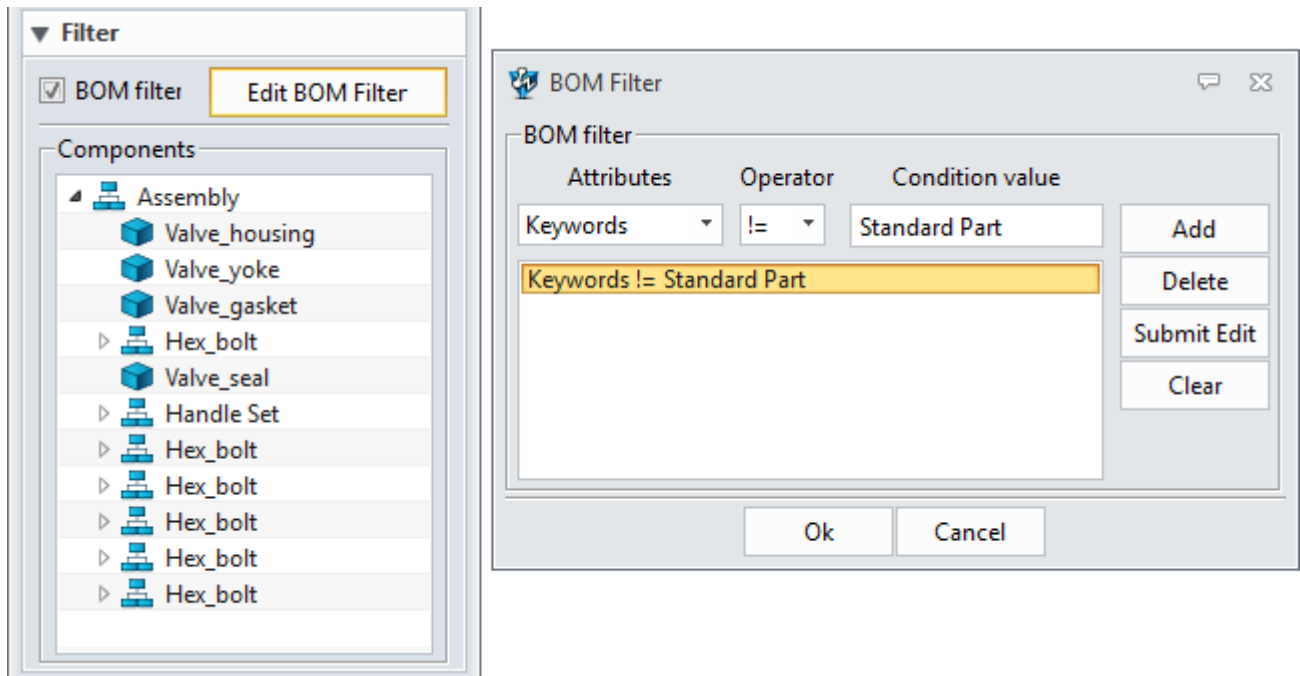 Filter
BOM filter
Edit BOM Filter
Components
Assembly
Valve_housing
Valve_yoke
Valve_gasket
Hex_bolt
Valve_seal
Handle Set
Hex_bolt
Hex_bolt
Hex_bolt
Hex_bolt
Hex_bolt
BOM Filter
BOM filter
Attributes Operator Condition value
Keywords != Standard Part Add
Keywords != Standard Part
Delete
Submit Edit
Clear
Ok Cancel